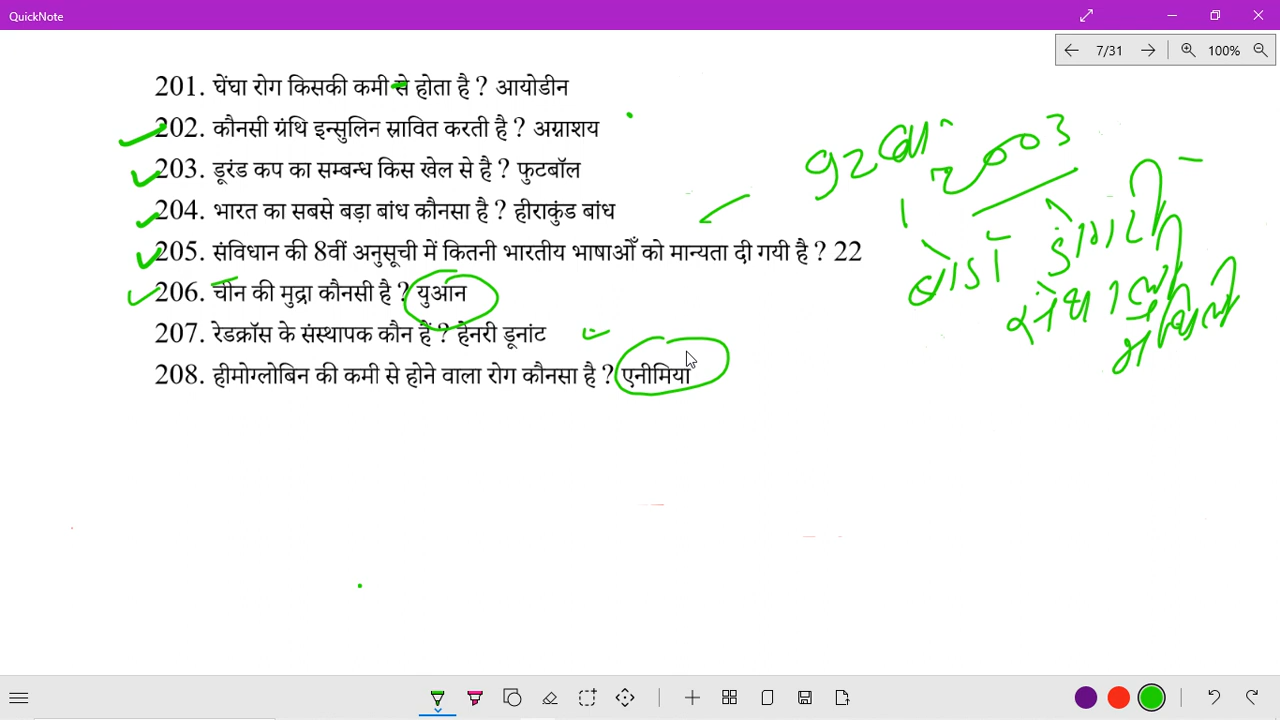 QuickNote
7/31
100%
201. घेंघा रोग किसकी कमी से होता है ? आयोडीन
202. कौनसी ग्रंथि इन्सुलिन स्रावित करती है ? अग्नाशय
203. डूरंड कप का सम्बन्ध किस खेल से है ? फुटबॉल
204. भारत का सबसे बड़ा बांध कौनसा है ? हीराकुंड बांध
205. संविधान की 8वीं अनुसूची में कितनी भारतीय भाषाओँ को मान्यता दी गयी है ? 22
206. चीन की मुद्रा कौनसी है ? युआन
207. रेडक्रॉस के संस्थापक कौन हैं ? हेनरी डूनांट
208. हीमोग्लोबिन की कमी से होने वाला रोग कौनसा है ? एनीमिया
92वां 2003
बोडो डोगरी
संथाली
मैथिली